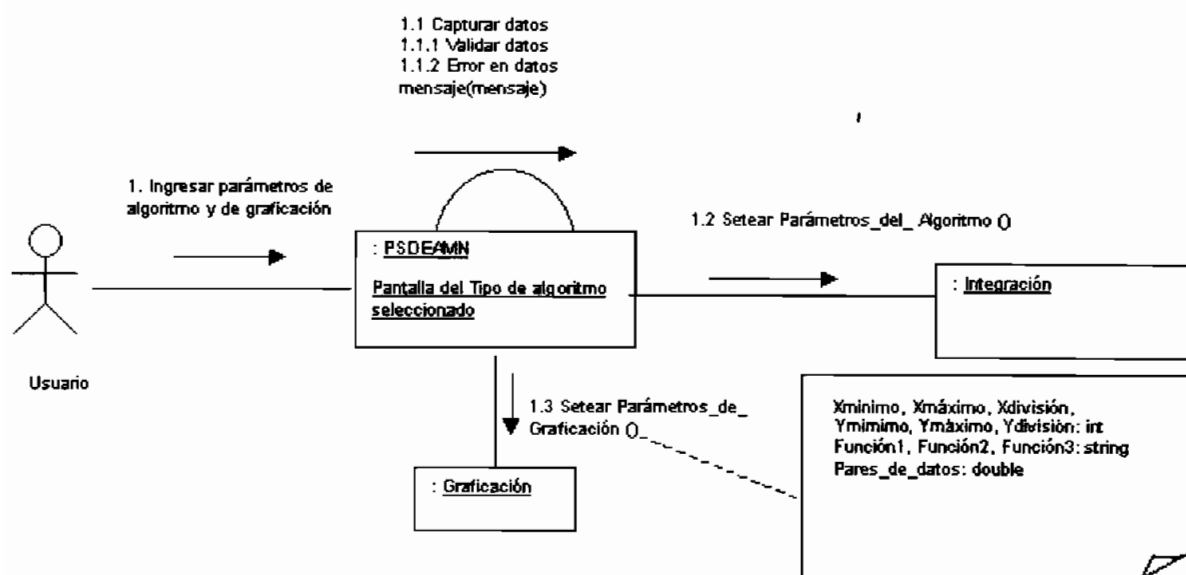 1.1 Capturar datos
1.1.1 Validar datos
1.1.2 Error en datos
mensaje(mensaje)
1. Ingresar parámetros de
algoritmo y de graficación
1.2 Setear Parámetros_del_ Algoritmo ()
: PSDEAMN
Pantalla del Tipo de algoritmo
seleccionado
: Integración
Usuario
1.3 Setear Parámetros_de_
Graficación ()
Xminimo, Xmáximo, Xdivisión,
Ymimimo, Ymáximo, Ydivisión: int
Función1, Función2, Función3: string
Pares_de_datos: double
: Graficación